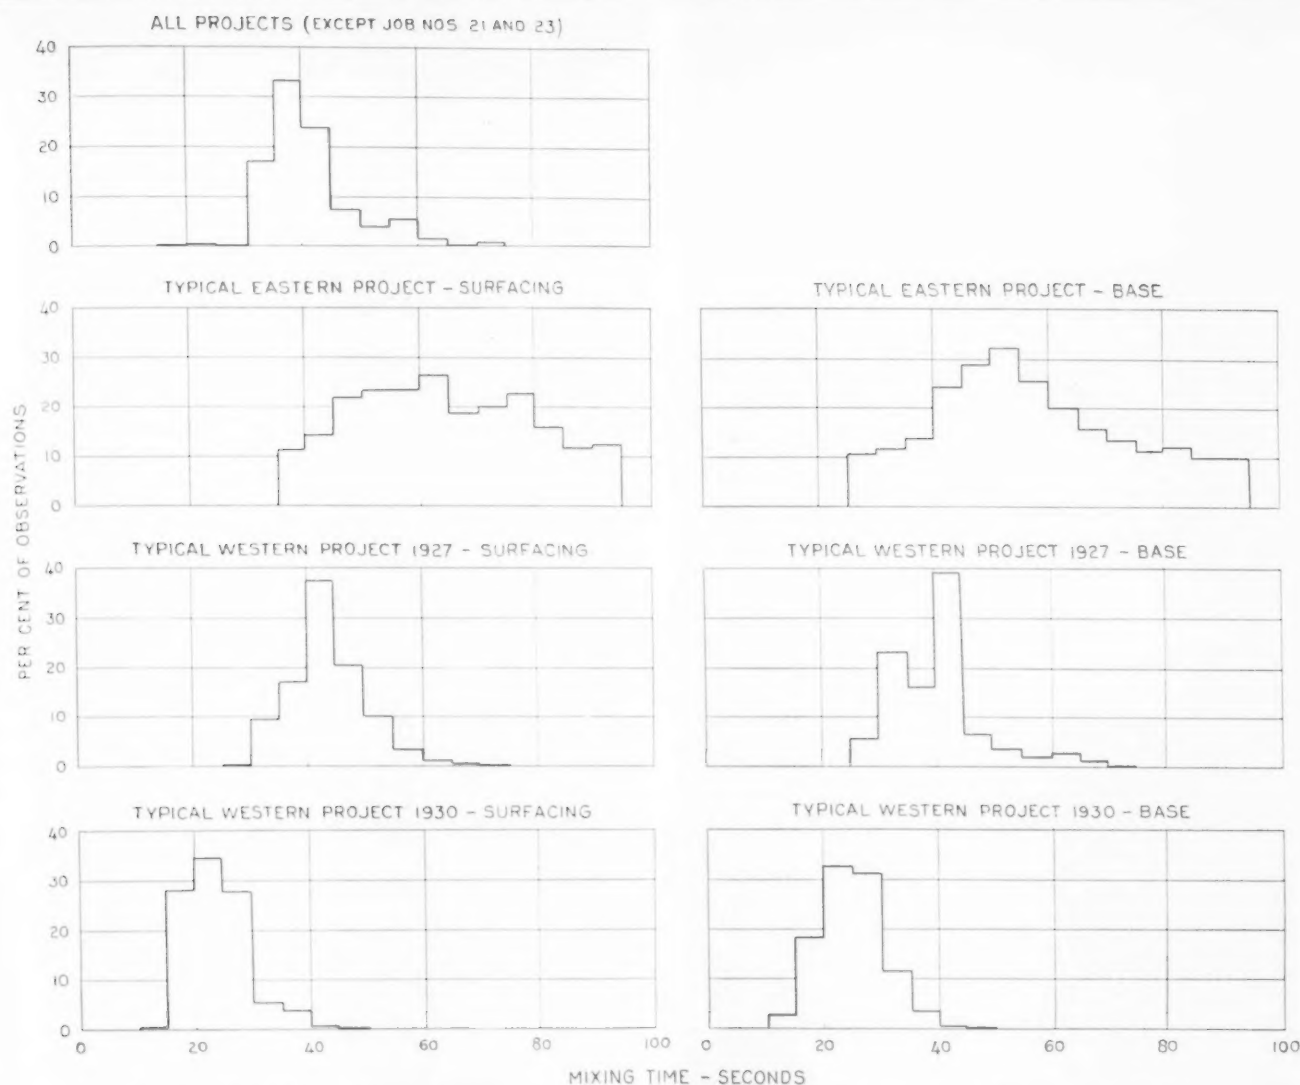 ALL PROJECTS (EXCEPT JOB NOS. 21 AND 23)
40
30
20
10
0
TYPICAL EASTERN PROJECT - SURFACING
TYPICAL EASTERN PROJECT - BASE
40
30
20
10
0
PER CENT OF OBSERVATIONS
TYPICAL WESTERN PROJECT 1927 - SURFACING
TYPICAL WESTERN PROJECT 1927 - BASE
40
30
20
10
0
TYPICAL WESTERN PROJECT 1930 - SURFACING
TYPICAL WESTERN PROJECT 1930 - BASE
40
30
20
10
0
0 20 40 60 80 100
0 20 40 60 80 100
MIXING TIME - SECONDS